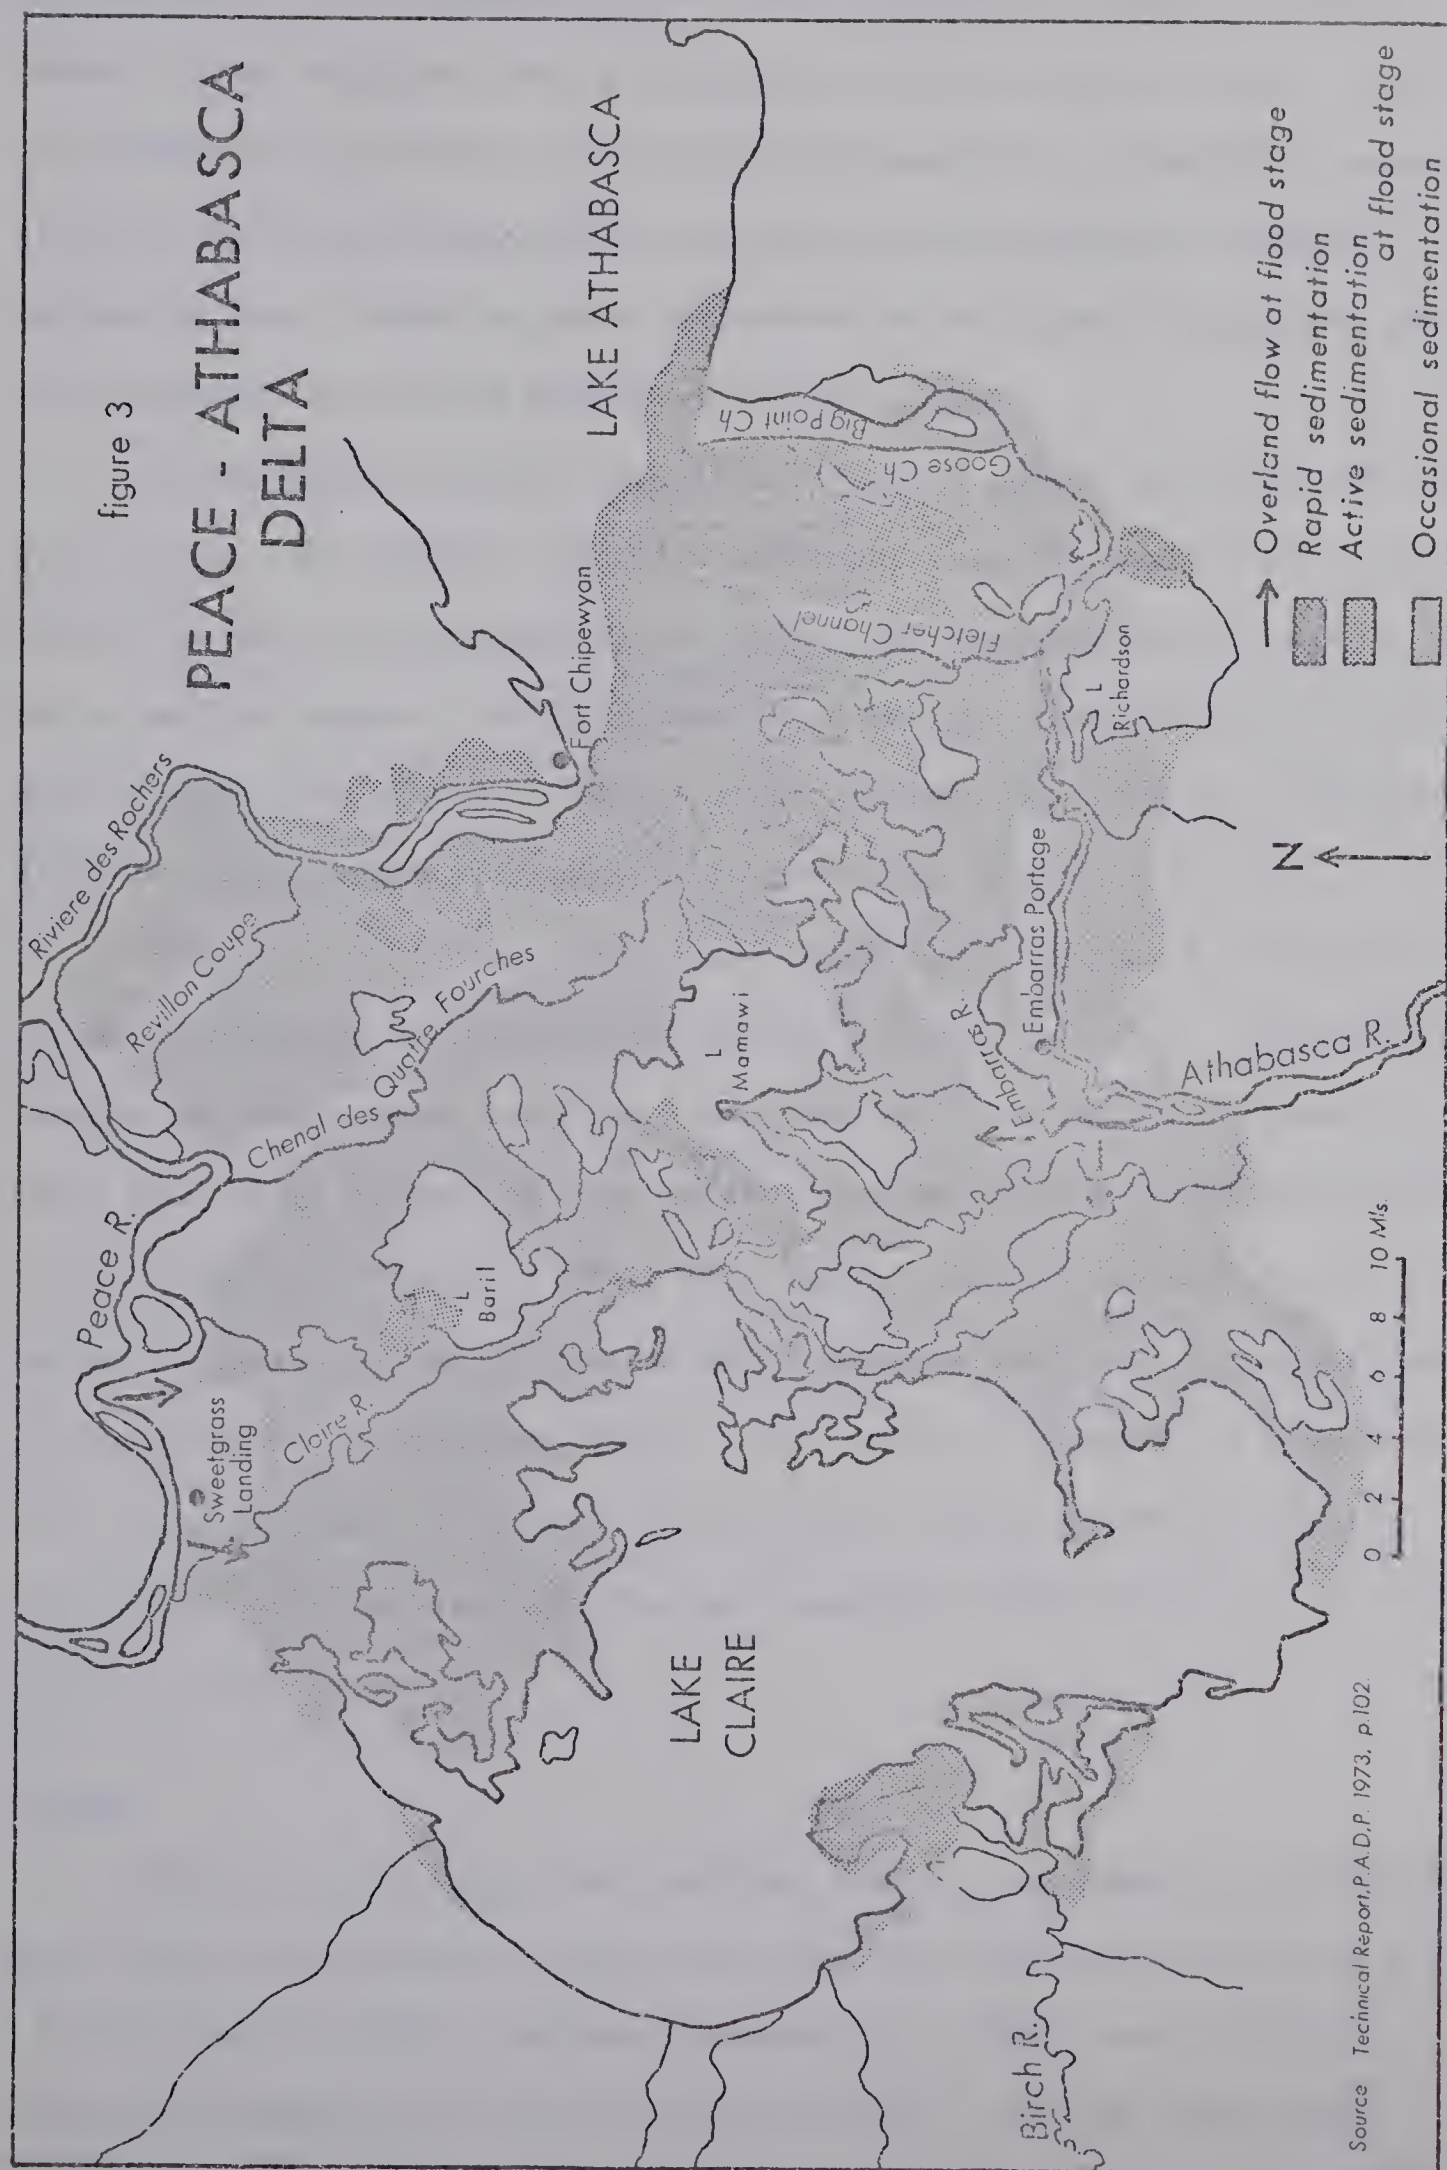 figure 3
PEACE - ATHABASCA
DELTA
LAKE ATHABASCA
Riviere des Rochers
Revillon Coupe
Chenal des Quatre Fourches
Peace R.
Sweetgrass
Landing
Claire R.
L
Baril
Fort Chipewyan
L
Mamawi
Big Point Ch
Goose Ch
Fletcher Channel
L
Richardson
Embarras Portage
Embarras R.
Athabasca R.
LAKE
CLAIRE
Birch R.
N
Overland flow at flood stage
Rapid sedimentation
Active sedimentation
at flood stage
Occasional sedimentation
0 2 4 6 8 10 Mls.
Source Technical Report, P.A.D.P. 1973, p.102.